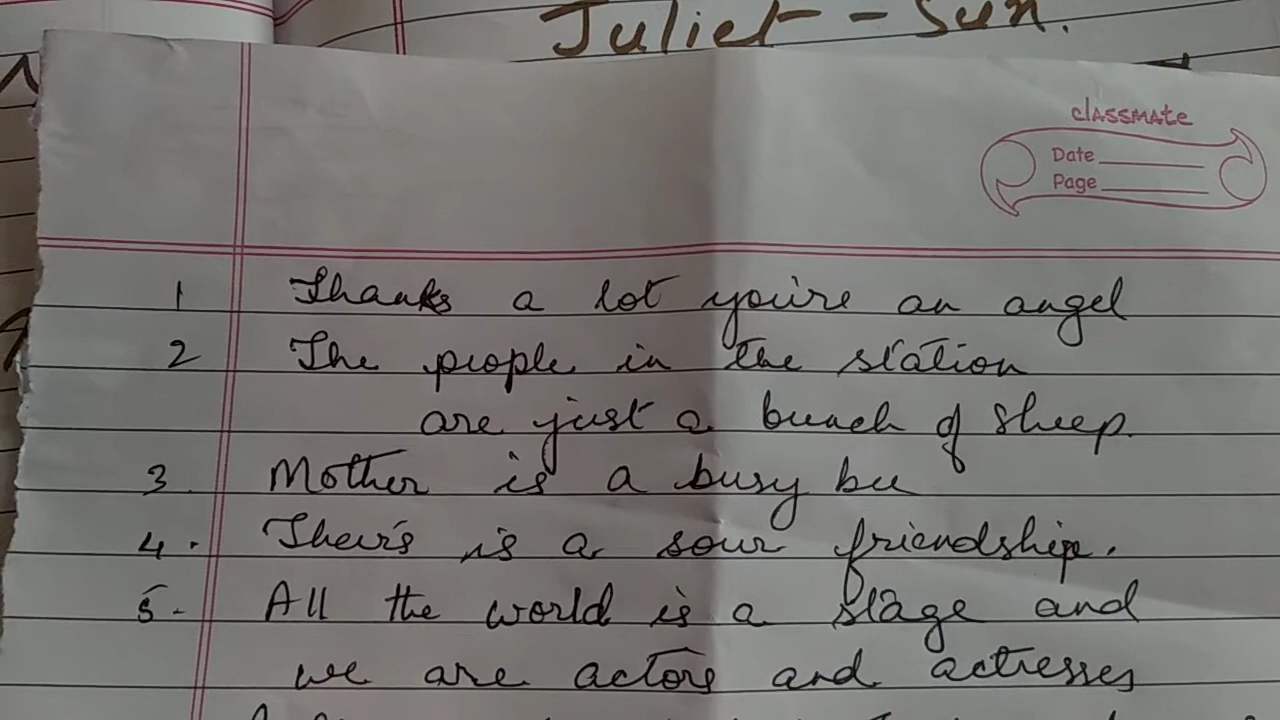 Juliet - Sun.
classmate
Date
Page
1 Thanks a lot you're an angel
2 The people in the station
are just a bunch of sheep.
3 Mother is a busy bee
4. Their's is a sour friendship.
5- All the world is a stage and
we are actors and actresses